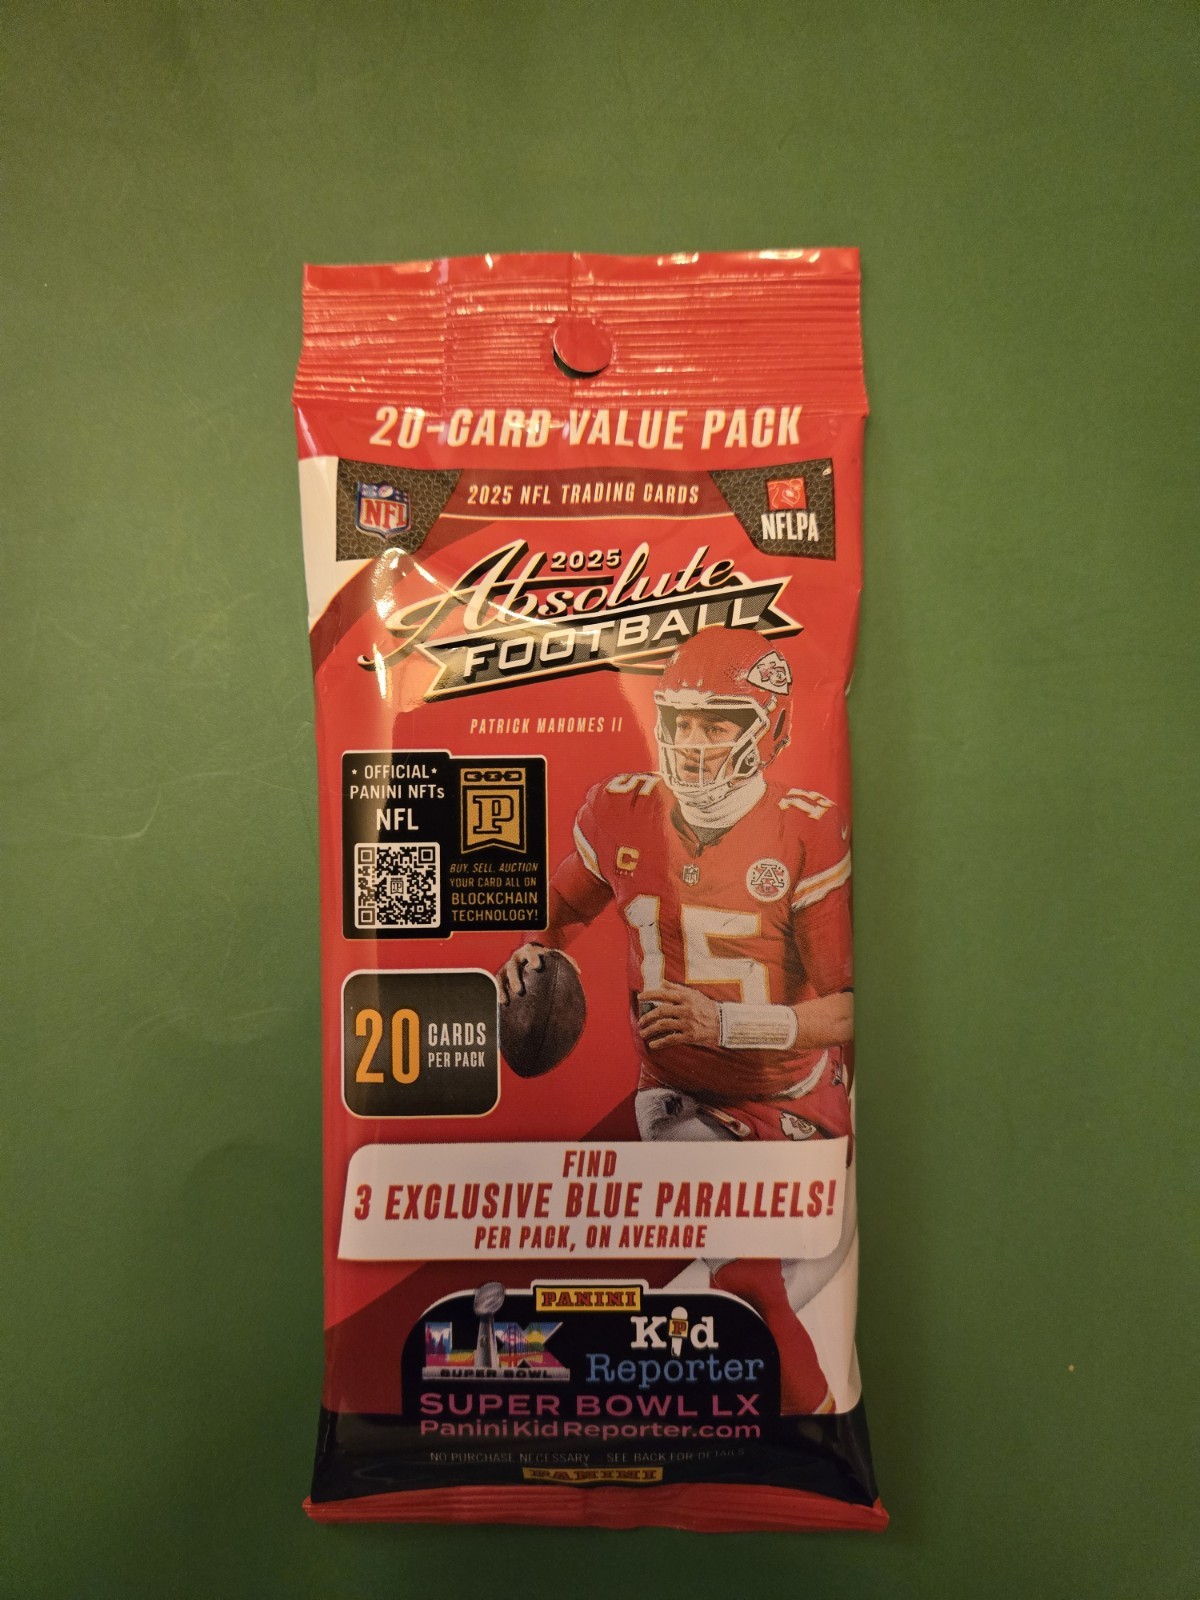 20-CARD VALUE PACK
NFL
2025 NFL TRADING CARDS
NFLPA
2025
Absolute
FOOTBALL
PATRICK MAHOMES II
* OFFICIAL *
PANINI NFTs
NFL
P
BUY, SELL, AUCTION
YOUR CARD ALL ON
BLOCKCHAIN
TECHNOLOGY!
15
15
C
15
20 CARDS
PER PACK
FIND
3 EXCLUSIVE BLUE PARALLELS!
PER PACK, ON AVERAGE
PANINI
LX
SUPER BOWL
Kid
Reporter
SUPER BOWL LX
PaniniKidReporter.com
NO PURCHASE NECESSARY SEE BACK FOR DETAILS
PANINI